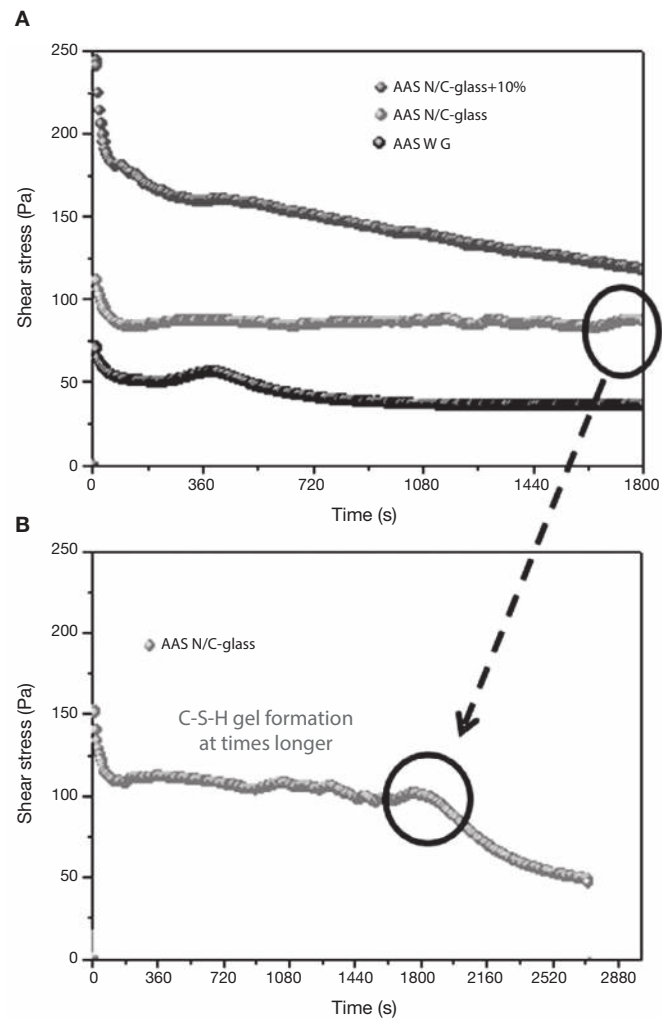 A
250
200
150
100
50
0
Shear stress (Pa)
AAS N/C-glass+10%
AAS N/C-glass
AAS W G
0 360 720 1080 1440 1800
Time (s)
B
250
200
150
100
50
0
Shear stress (Pa)
AAS N/C-glass
C-S-H gel formation
at times longer
0 360 720 1080 1440 1800 2160 2520 2880
Time (s)